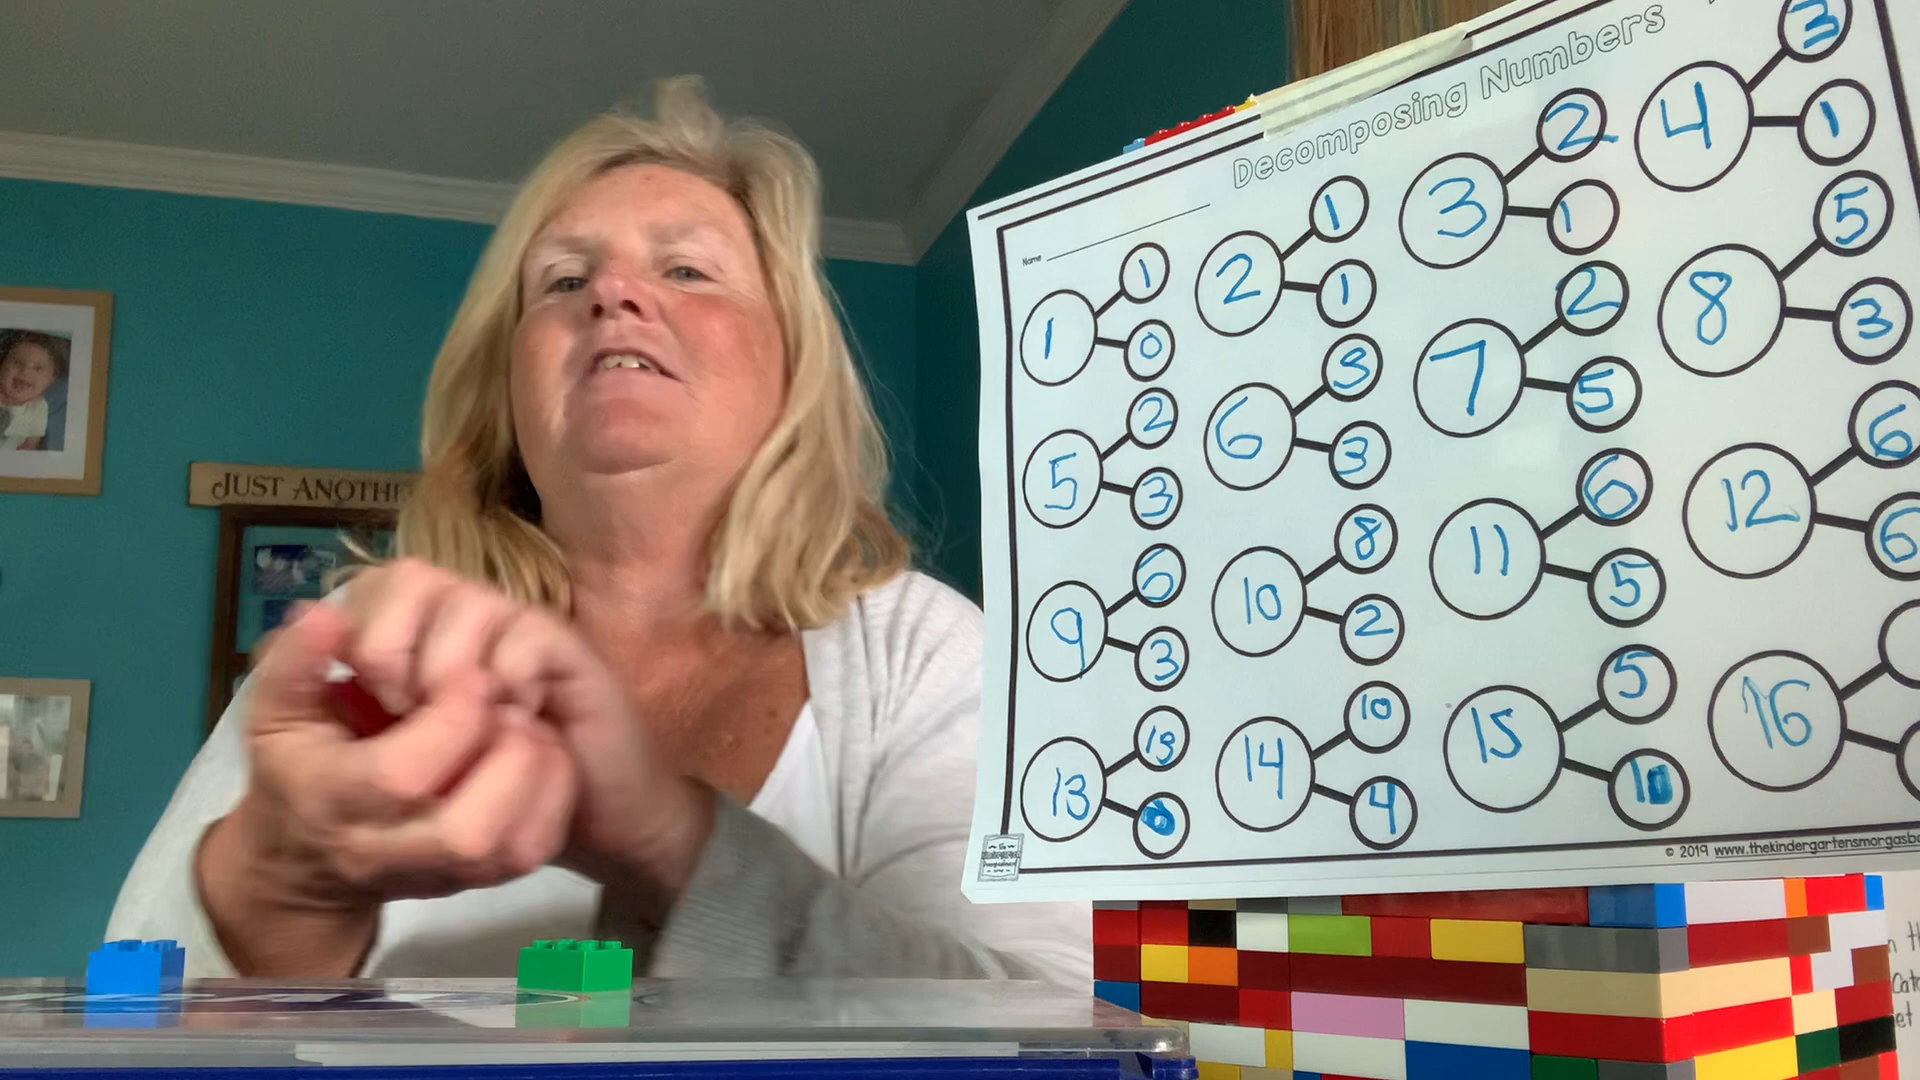 Decomposing Numbers
Name
JUST ANOTHE
1 1 0
2 1 1
3 2 1
4 3 1
5 2 3
6 3 3
7 2 5
8 5 3
9 6 3
10 8 2
11 6 5
12 6 6
13
14 10 4
15 5 10
16
© 2019 www.thekindergartensmorgasbo